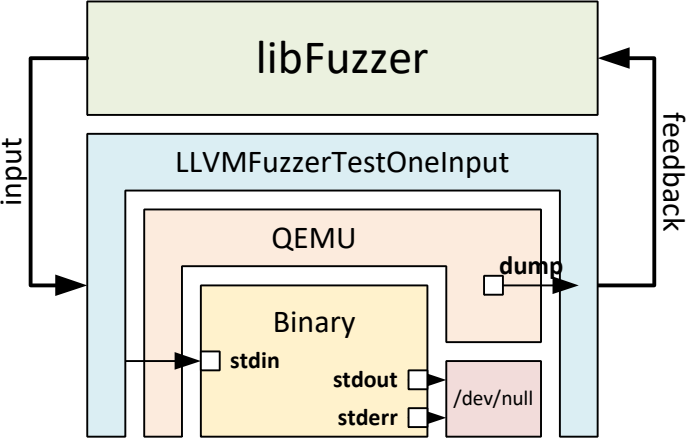 libFuzzer
input
feedback
LLVMFuzzerTestOneInput
QEMU
dump
Binary
stdin
stdout
stderr
/dev/null